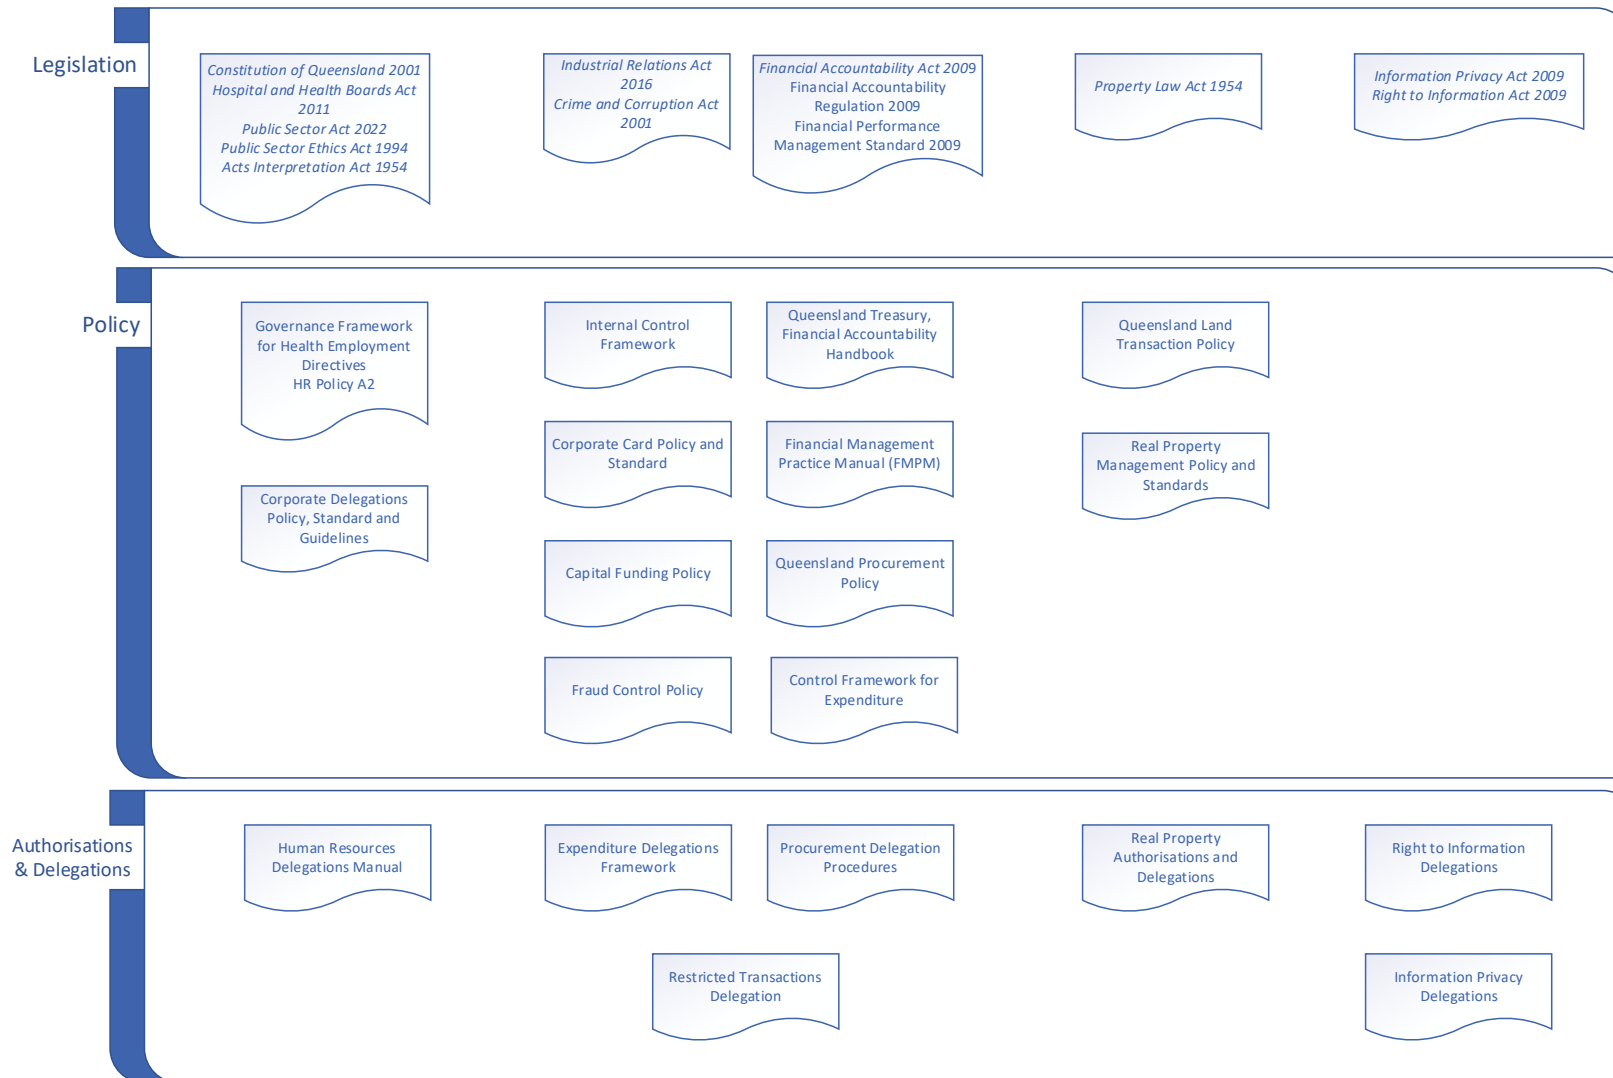 Legislation
Constitution of Queensland 2001
Hospital and Health Boards Act
2011
Public Sector Act 2022
Public Sector Ethics Act 1994
Acts Interpretation Act 1954
Industrial Relations Act
2016
Crime and Corruption Act
2001
Financial Accountability Act 2009
Financial Accountability
Regulation 2009
Financial Performance
Management Standard 2009
Property Law Act 1954
Information Privacy Act 2009
Right to Information Act 2009
Policy
Governance Framework
for Health Employment
Directives
HR Policy A2
Corporate Delegations
Policy, Standard and
Guidelines
Internal Control
Framework
Queensland Treasury,
Financial Accountability
Handbook
Corporate Card Policy and
Standard
Financial Management
Practice Manual (FMPM)
Capital Funding Policy
Queensland Procurement
Policy
Fraud Control Policy
Control Framework for
Expenditure
Queensland Land
Transaction Policy
Real Property
Management Policy and
Standards
Authorisations
& Delegations
Human Resources
Delegations Manual
Expenditure Delegations
Framework
Procurement Delegation
Procedures
Restricted Transactions
Delegation
Real Property
Authorisations and
Delegations
Right to Information
Delegations
Information Privacy
Delegations